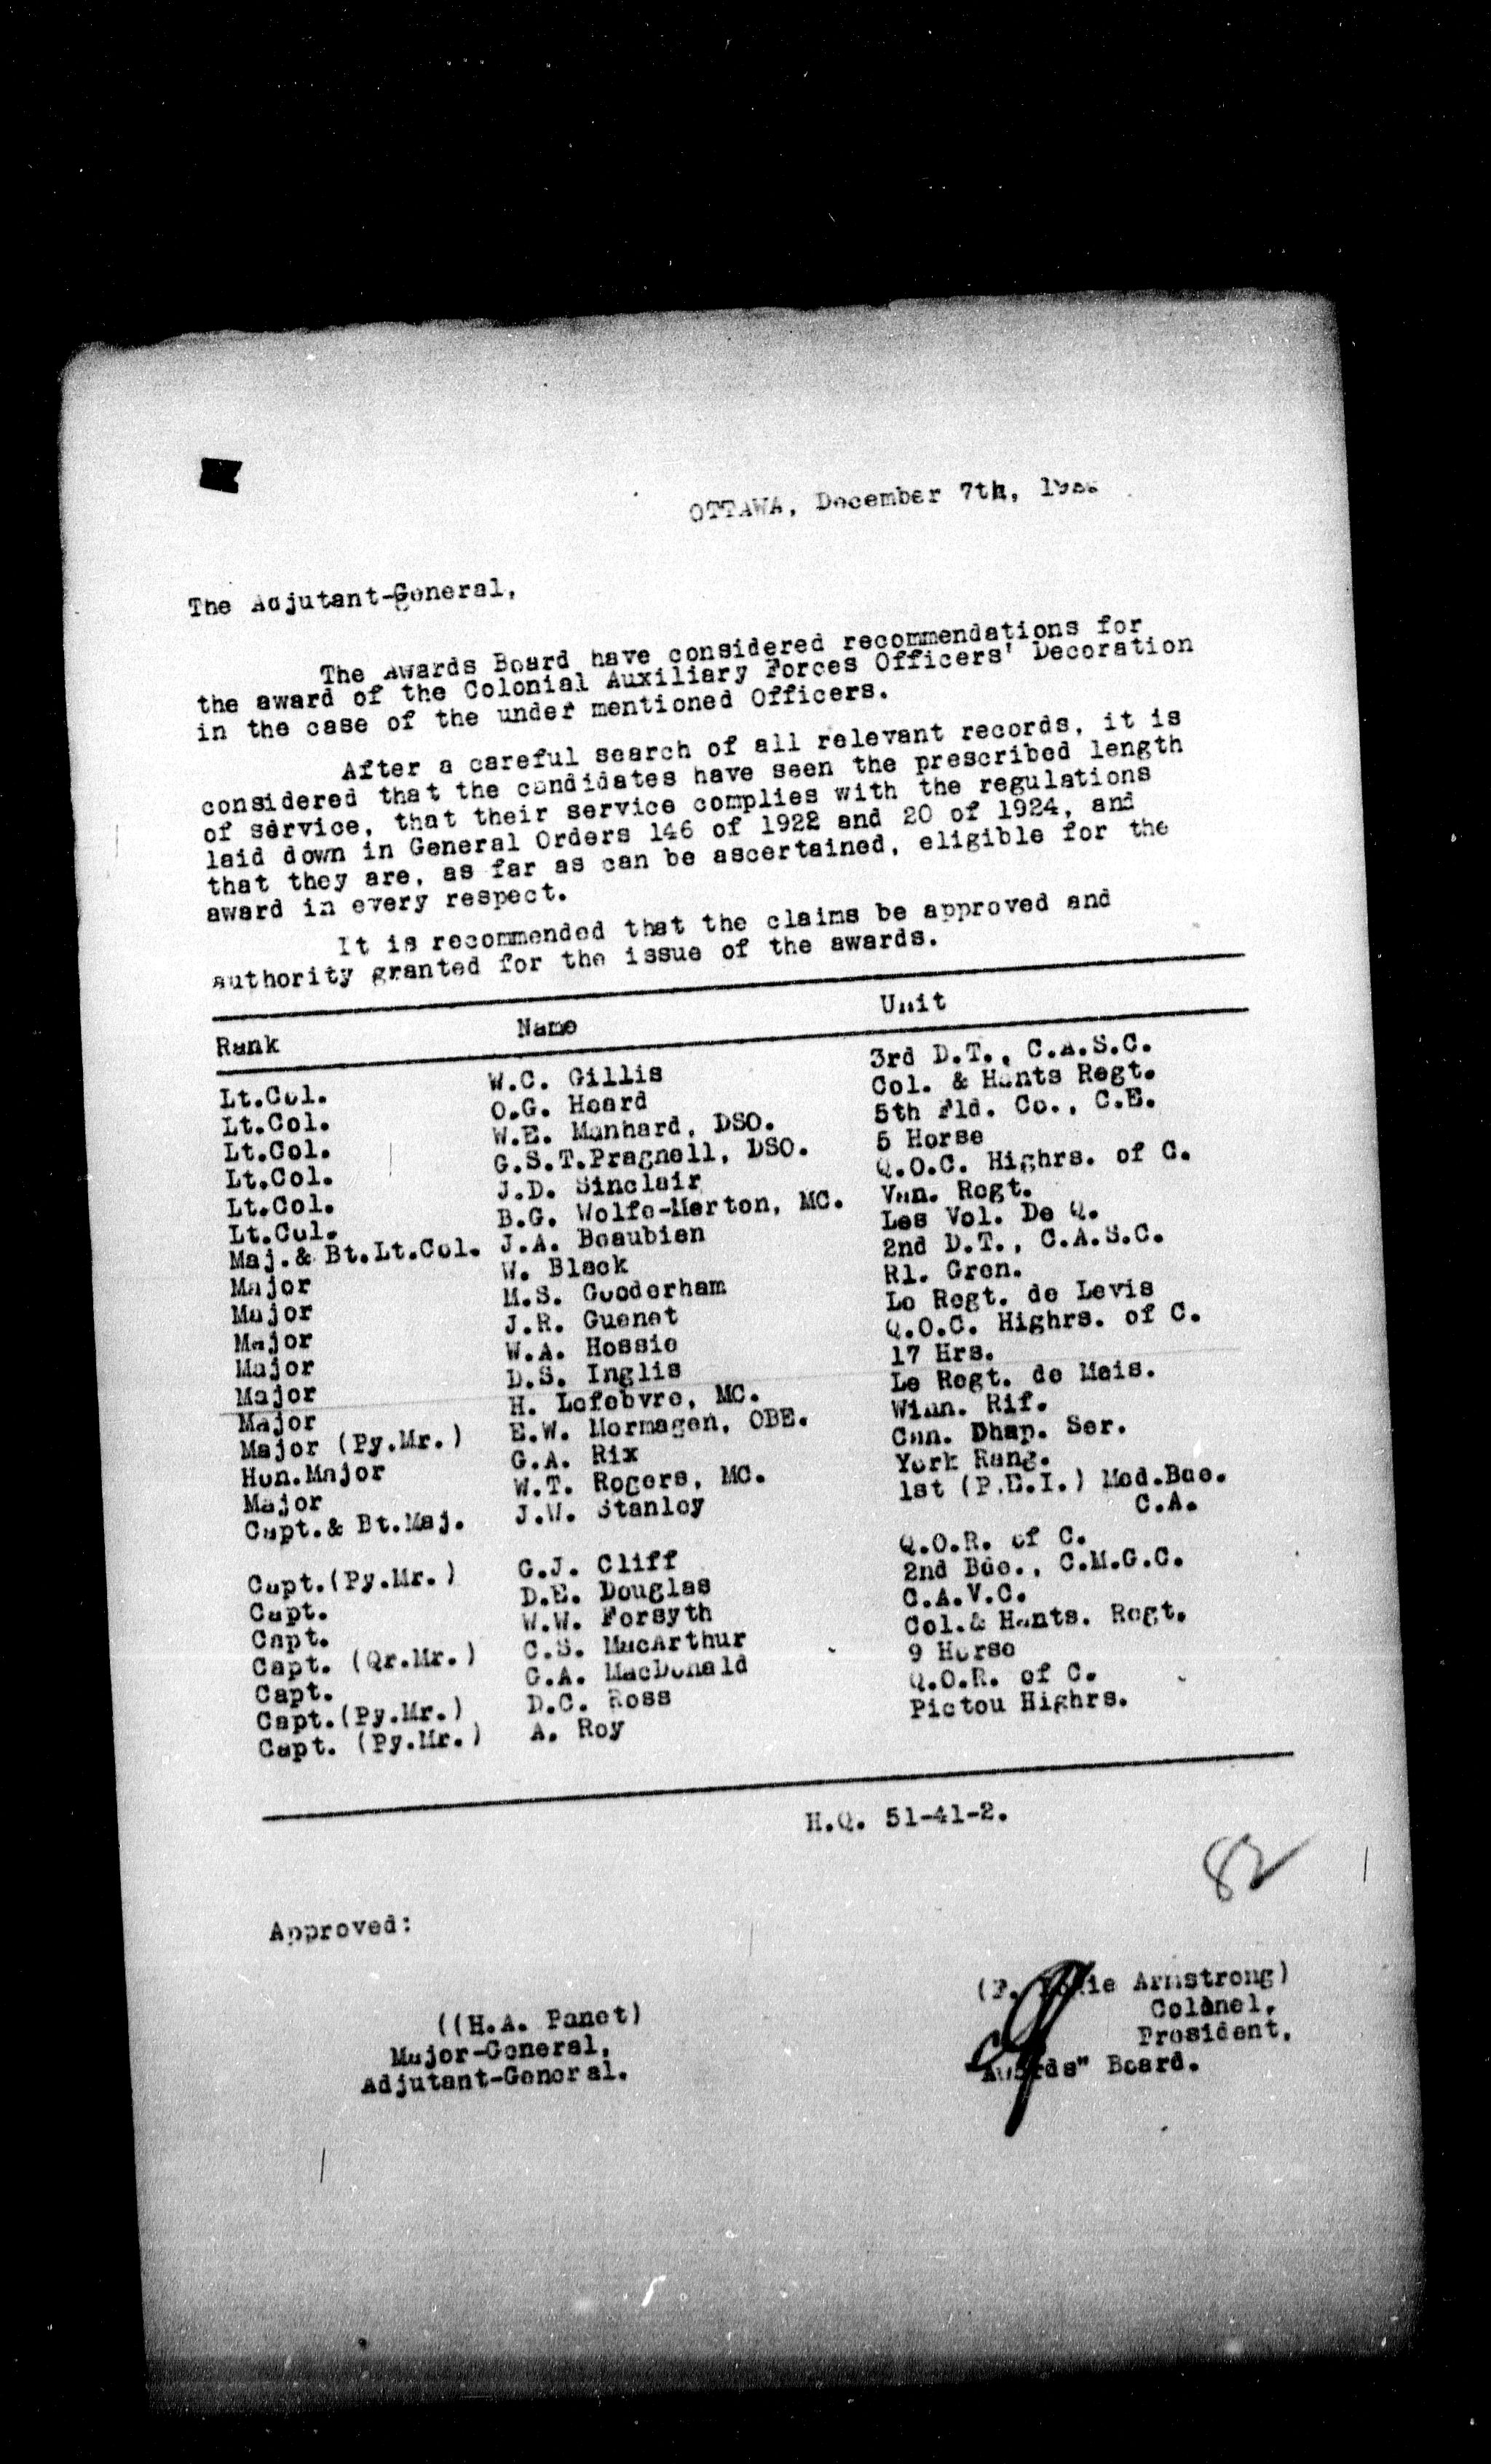 OTTAWA, December 7th,
The Adjutant-General,
The Awards Board have considered recommendations for
the award of the Colonial Auxiliary Forces Officers' Decoration
in the case of the under mentioned Officers.
After a careful search of all relevant records, it is
considered that the candidates have seen the prescribed length
of service, that their service complies with the regulations
laid down in General Orders 146 of 1922 and 20 of 1924, and
that they are, as far as can be ascertained, eligible for the
award in every respect.
It is recommended that the claims be approved and
authority granted for the issue of the awards.
Rank Name Unit
Lt.Col. W.C. Gillis 3rd D.T., C.A.S.C.
Lt.Col. O.G. Heard Col. & Hants Regt.
Lt.Col. W.E. Manhard, DSO. 5th Fld. Co., C.E.
Lt.Col. G.S.T.Pragnell, DSO. 5 Horse
Lt.Col. J.D. Sinclair Q.O.C. Highrs. of C.
Lt.Col. B.G. Wolfe-Merton, MC. Van. Regt.
Maj.& Bt.Lt.Col. J.A. Beaubien Les Vol. De Q.
Major W. Black 2nd D.T., C.A.S.C.
Major M.S. Gooderham Rl. Gren.
Major J.R. Guenet Le Regt. de Levis
Major W.A. Hossie Q.O.C. Highrs. of C.
Major D.S. Inglis 17 Hrs.
Major H. Lefebvre, MC. Le Regt. de Mais.
Major (Py.Mr.) E.W. Mermagen, OBE. Winn. Rif.
Hon.Major G.A. Rix Can. Chap. Ser.
Major W.T. Rogers, MC. York Rang.
Capt.& Bt.Maj. J.W. Stanley 1st (P.E.I.) Med.Bde.
C.A.
Capt.(Py.Mr.) G.J. Cliff Q.O.R. of C.
Capt. D.E. Douglas 2nd Bde., C.M.G.C.
Capt. W.W. Forsyth C.A.V.C.
Capt. (Qr.Mr.) C.S. MacArthur Col.& Hants. Regt.
Capt. G.A. MacDonald 9 Horse
Capt.(Py.Mr.) D.C. Ross Q.O.R. of C.
Capt. (Py.Mr.) A. Roy Pictou Highrs.
H.Q. 51-41-2.
82
Approved:
(F. Armstrong)
((H.A. Panet) Colonel,
Major-General, President,
Adjutant-General. Awards" Board.